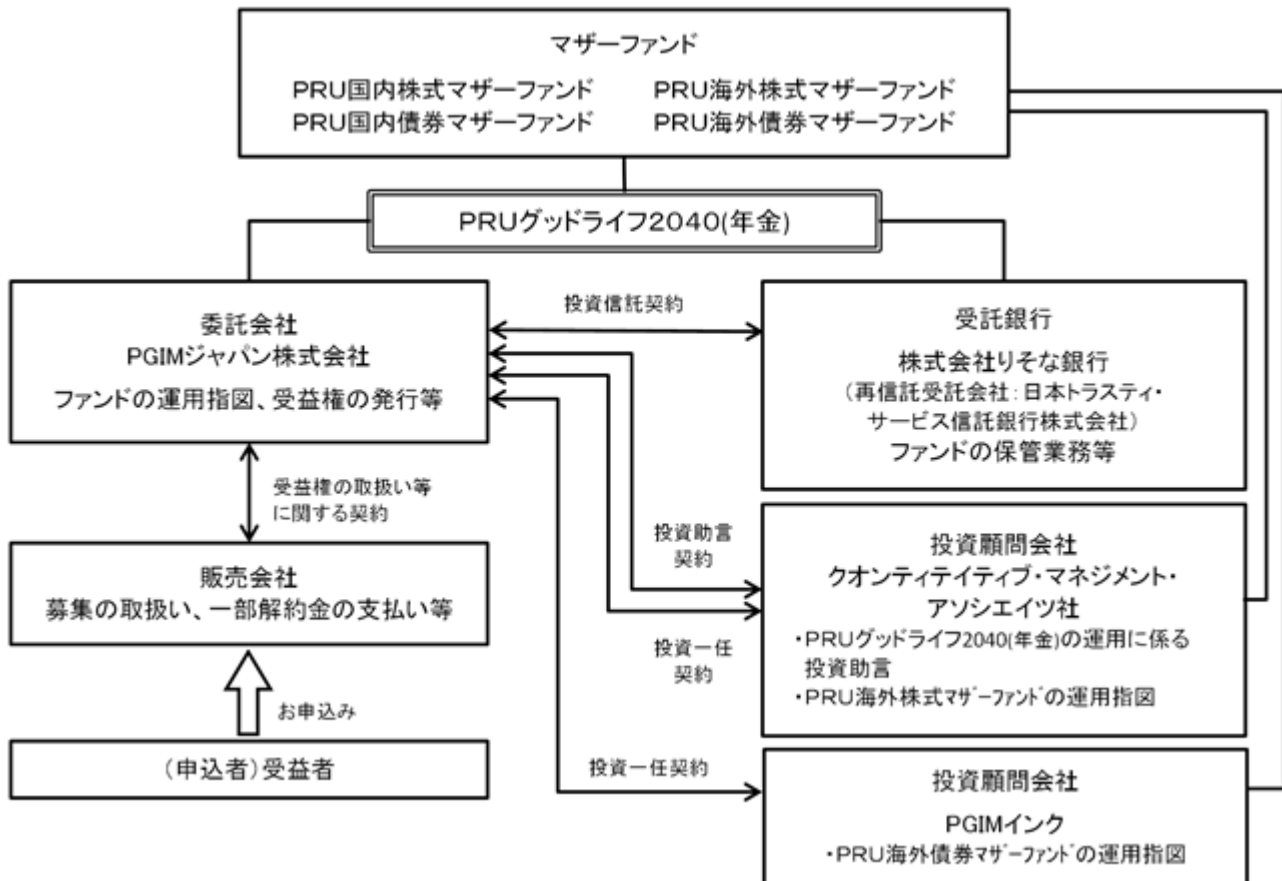 マザーファンド
PRU国内株式マザーファンド PRU海外株式マザーファンド
PRU国内債券マザーファンド PRU海外債券マザーファンド
PRUグッドライフ2040(年金)
委託会社
PGIMジャパン株式会社
ファンドの運用指図、受益権の発行等
投資信託契約
受託銀行
株式会社りそな銀行
(再信託受託会社:日本トラスティ・
サービス信託銀行株式会社)
ファンドの保管業務等
受益権の取扱い等
に関する契約
投資助言
契約
投資一任
契約
投資顧問会社
クオンティテイティブ・マネジメント・
アソシエイツ社
・PRUグッドライフ2040(年金)の運用に係る
投資助言
・PRU海外株式マザーファンドの運用指図
販売会社
募集の取扱い、一部解約金の支払い等
お申込み
(申込者)受益者
投資一任契約
投資顧問会社
PGIMインク
・PRU海外債券マザーファンドの運用指図